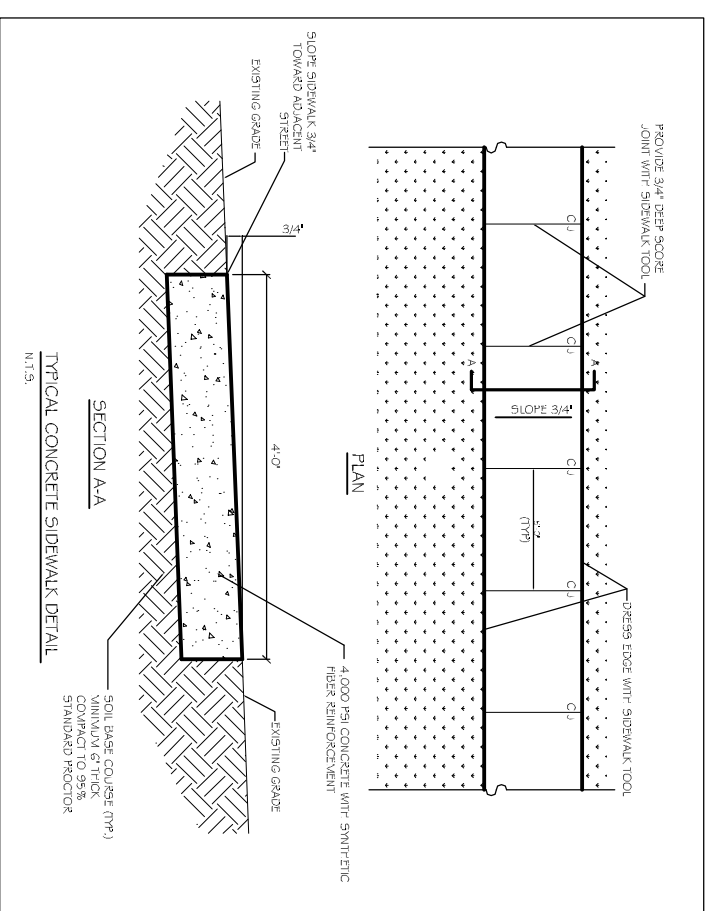 PROVIDE 3/4" DEEP SCORE
JOINT WITH SIDEWALK TOOL
CJ
CJ
CJ
CJ
CJ
A
A
SLOPE 3/4"
(TYP)
DRESS EDGE WITH SIDEWALK TOOL
PLAN
SLOPE SIDEWALK 3/4"
TOWARD ADJACENT
STREET
EXISTING GRADE
3/4"
4'-0"
4,000 PSI CONCRETE WITH SYNTHETIC
FIBER REINFORCEMENT
EXISTING GRADE
SECTION A-A
SOIL BASE COURSE (TYP.)
MINIMUM 6" THICK
COMPACT TO 95%
STANDARD PROCTOR
TYPICAL CONCRETE SIDEWALK DETAIL
N.T.S.